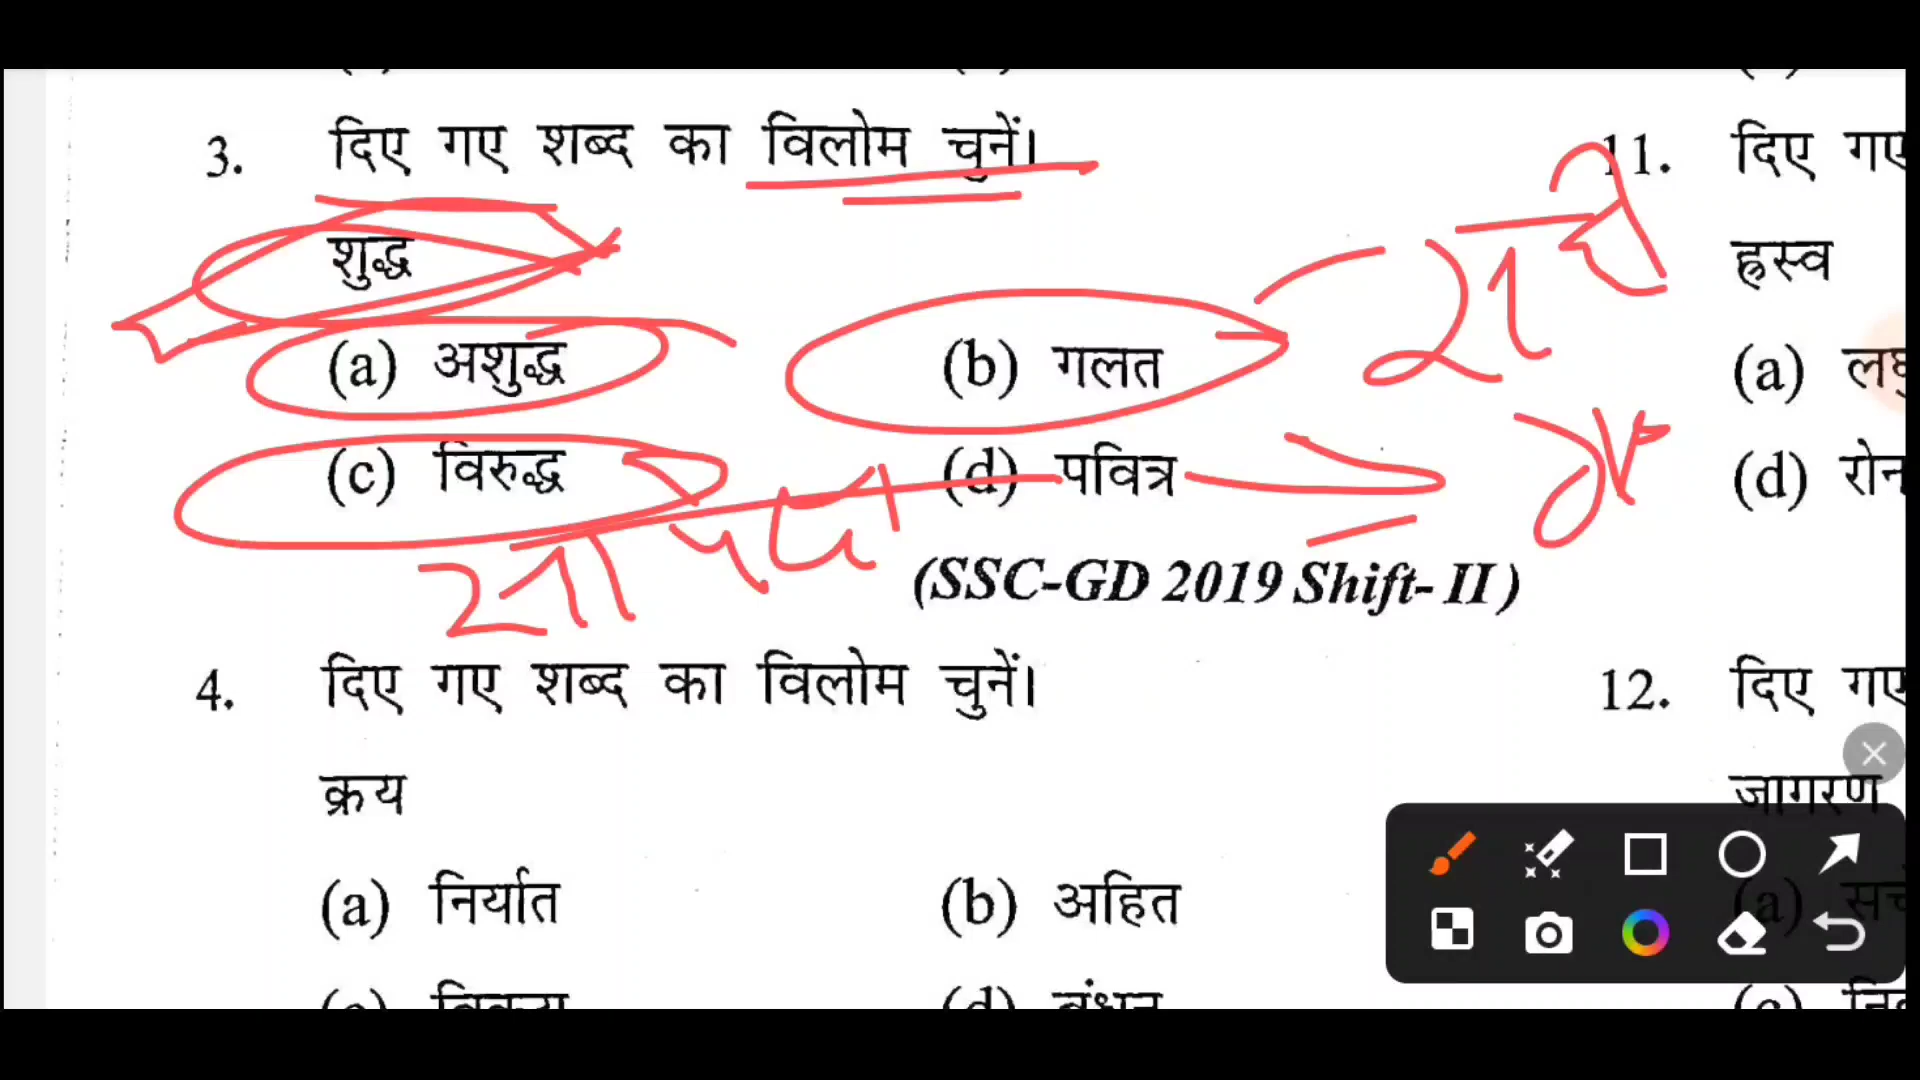 3. दिए गए शब्द का विलोम चुनें।
शुद्ध
(a) अशुद्ध (b) गलत
(c) विरुद्ध (d) पवित्र
(SSC-GD 2019 Shift- II)
4. दिए गए शब्द का विलोम चुनें।
क्रय
(a) निर्यात (b) अहित
11. दिए गए
ह्रस्व
(a) लघु
(d) रोन
12. दिए गए
जागरण
(a)